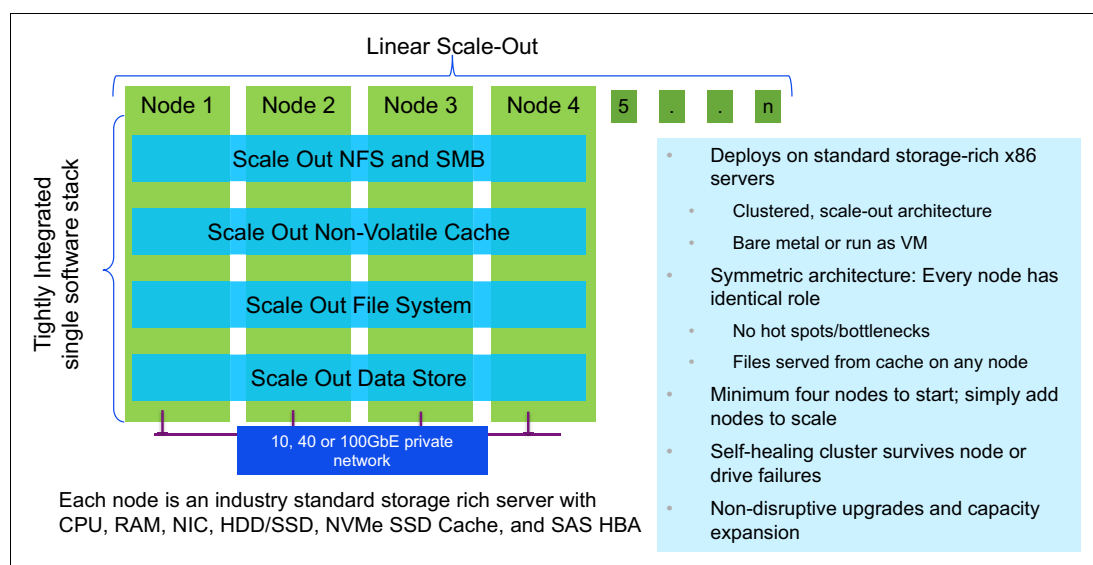 Linear Scale-Out
Node 1
Node 2
Node 3
Node 4
5
.
.
n
Tightly Integrated
single software stack
Scale Out NFS and SMB
Scale Out Non-Volatile Cache
Scale Out File System
Scale Out Data Store
10, 40 or 100GbE private
network
Each node is an industry standard storage rich server with
CPU, RAM, NIC, HDD/SSD, NVMe SSD Cache, and SAS HBA
• Deploys on standard storage-rich x86
servers
• Clustered, scale-out architecture
• Bare metal or run as VM
• Symmetric architecture: Every node has
identical role
• No hot spots/bottlenecks
• Files served from cache on any node
• Minimum four nodes to start; simply add
nodes to scale
• Self-healing cluster survives node or
drive failures
• Non-disruptive upgrades and capacity
expansion